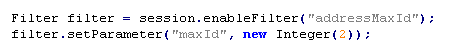 Filter filter = session.enableFilter("addressMaxId");
filter.setParameter("maxId", new Integer(2));